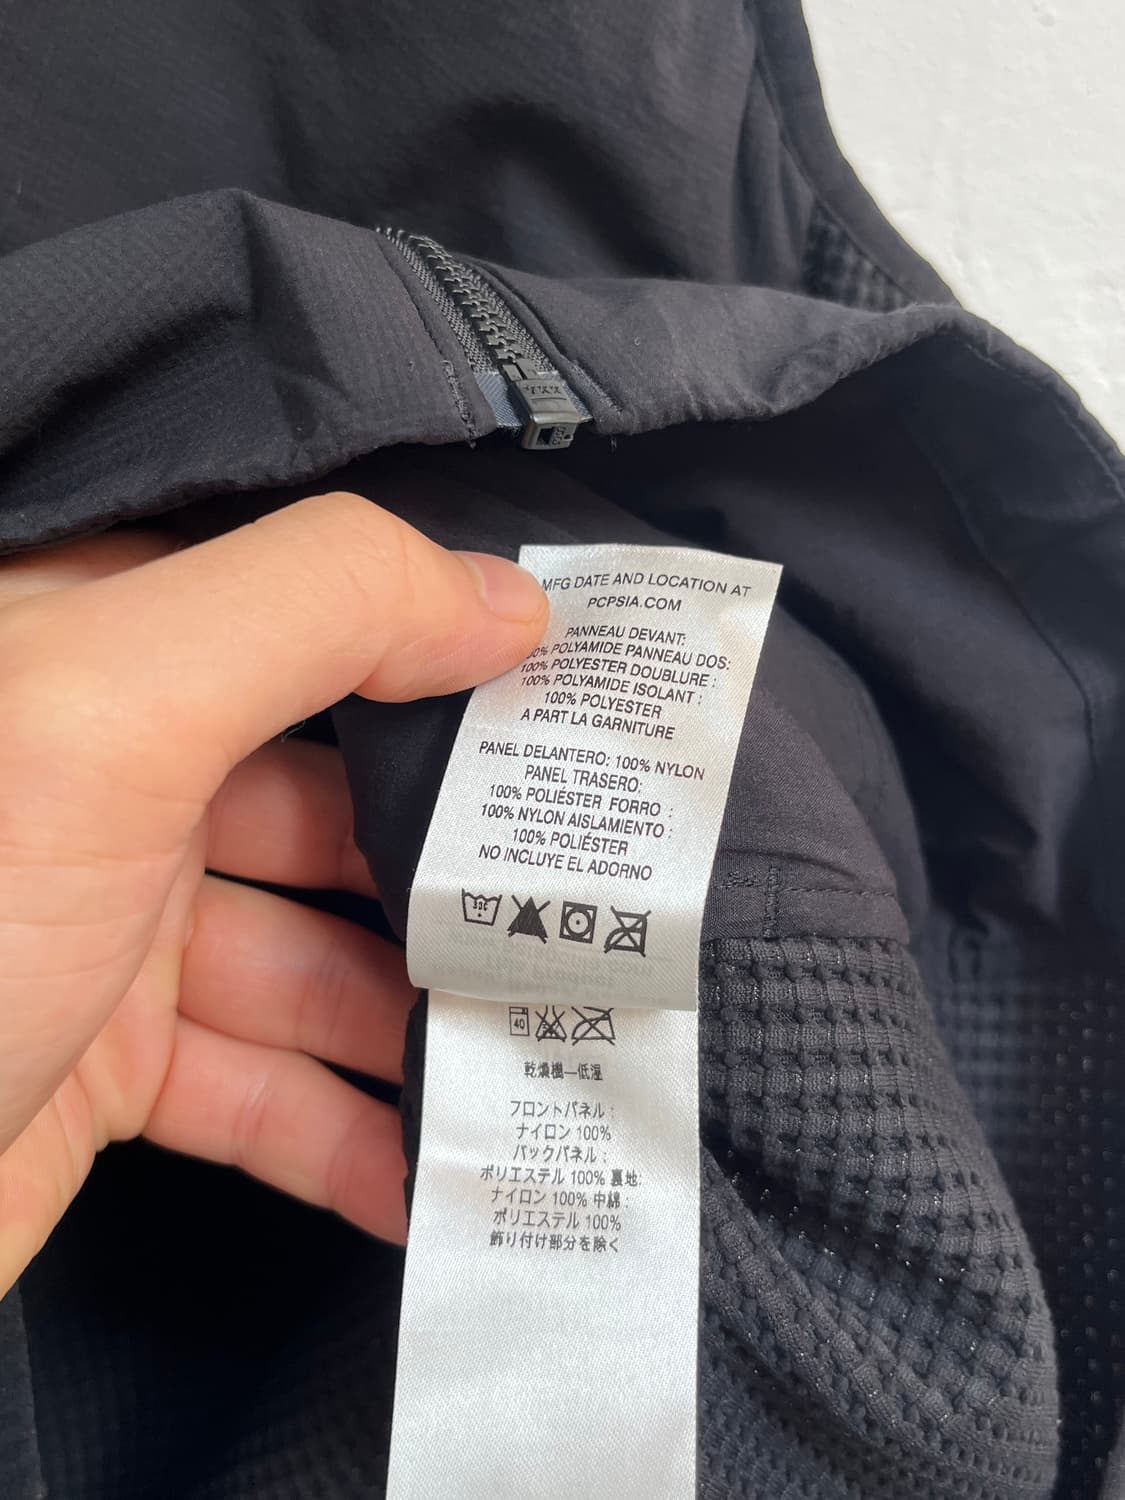 MFG DATE AND LOCATION AT
PCPSIA.COM
PANNEAU DEVANT:
POLYAMIDE PANNEAU DOS:
100% POLYESTER DOUBLURE :
100% POLYAMIDE ISOLANT :
100% POLYESTER
A PART LA GARNITURE
PANEL DELANTERO: 100% NYLON
PANEL TRASERO:
100% POLIÉSTER FORRO :
100% NYLON AISLAMIENTO :
100% POLIÉSTER
NO INCLUYE EL ADORNO
40
乾燥機—低温
フロントパネル :
ナイロン 100%
バックパネル :
ポリエステル 100% 裏地:
ナイロン 100% 中綿 :
ポリエステル 100%
飾り付け部分を除く